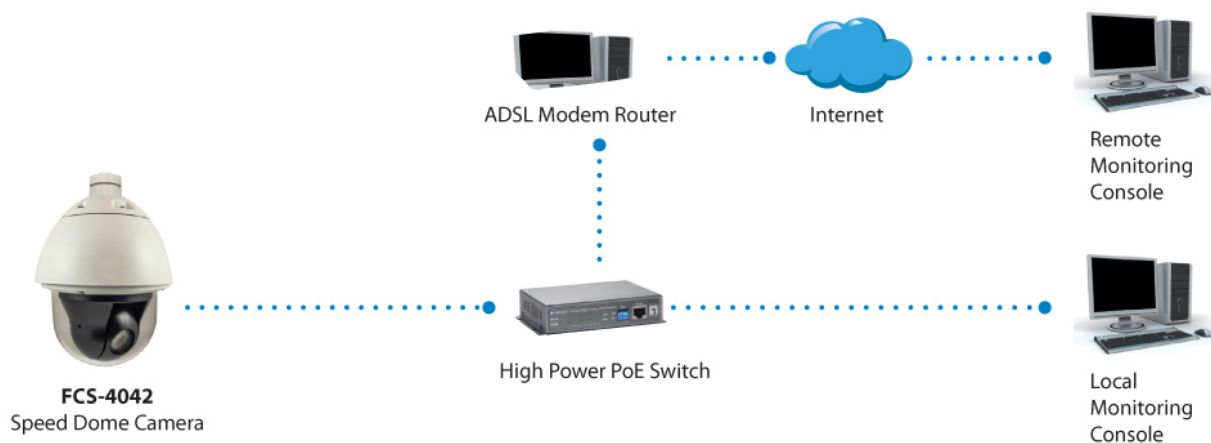 ADSL Modem Router
Internet
Remote
Monitoring
Console
FCS-4042
Speed Dome Camera
High Power PoE Switch
Local
Monitoring
Console